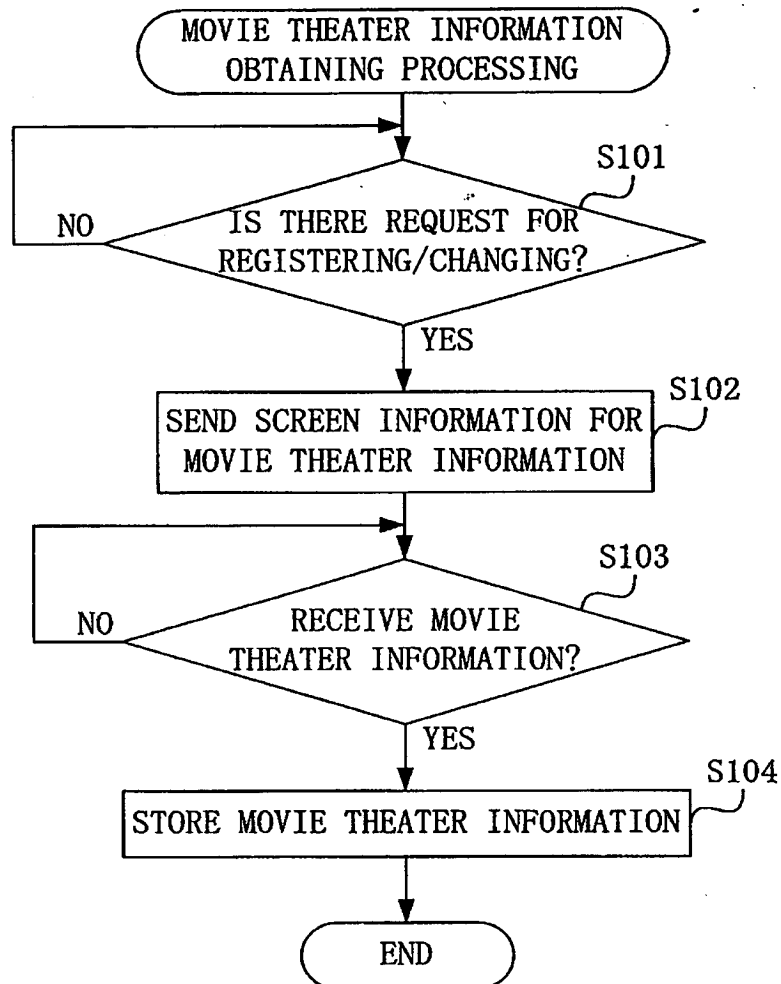 MOVIE THEATER INFORMATION
OBTAINING PROCESSING
S101
IS THERE REQUEST FOR
REGISTERING/CHANGING?
NO
YES
S102
SEND SCREEN INFORMATION FOR
MOVIE THEATER INFORMATION
S103
RECEIVE MOVIE
THEATER INFORMATION?
NO
YES
S104
STORE MOVIE THEATER INFORMATION
END